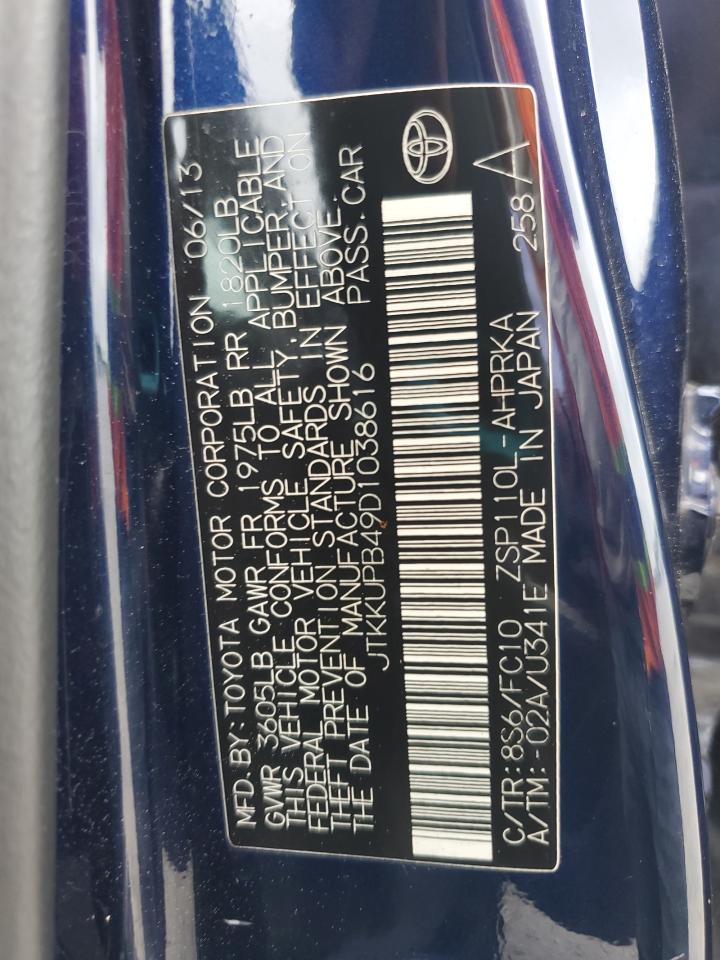 MFD. BY: TOYOTA MOTOR CORPORATION 06/13
GVWR 3605LB GAWR FR 1975LB RR 1820LB
THIS VEHICLE CONFORMS TO ALL APPLICABLE
FEDERAL MOTOR VEHICLE SAFETY, BUMPER, AND
THEFT PREVENTION STANDARDS IN EFFECT ON
THE DATE OF MANUFACTURE SHOWN ABOVE.
JTKKUPB49D1038616 PASS. CAR
C/TR: 8S6/FC10 ZSP110L-AHPRKA 258 A
A/TM: -02A/U341E MADE IN JAPAN